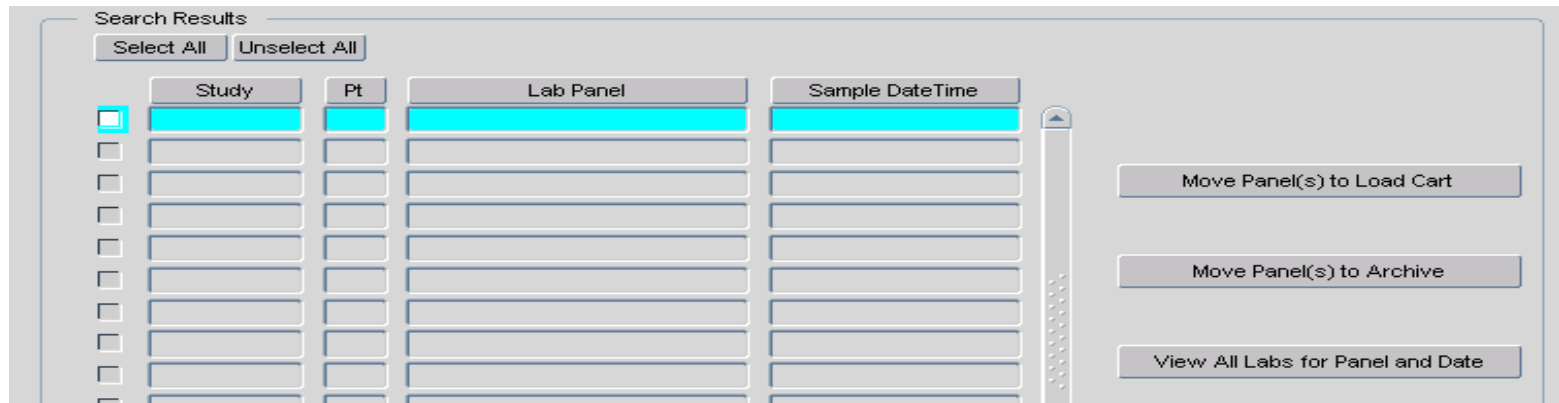 Search Results
Select All Unselect All
Study Pt Lab Panel Sample DateTime
Move Panel(s) to Load Cart
Move Panel(s) to Archive
View All Labs for Panel and Date